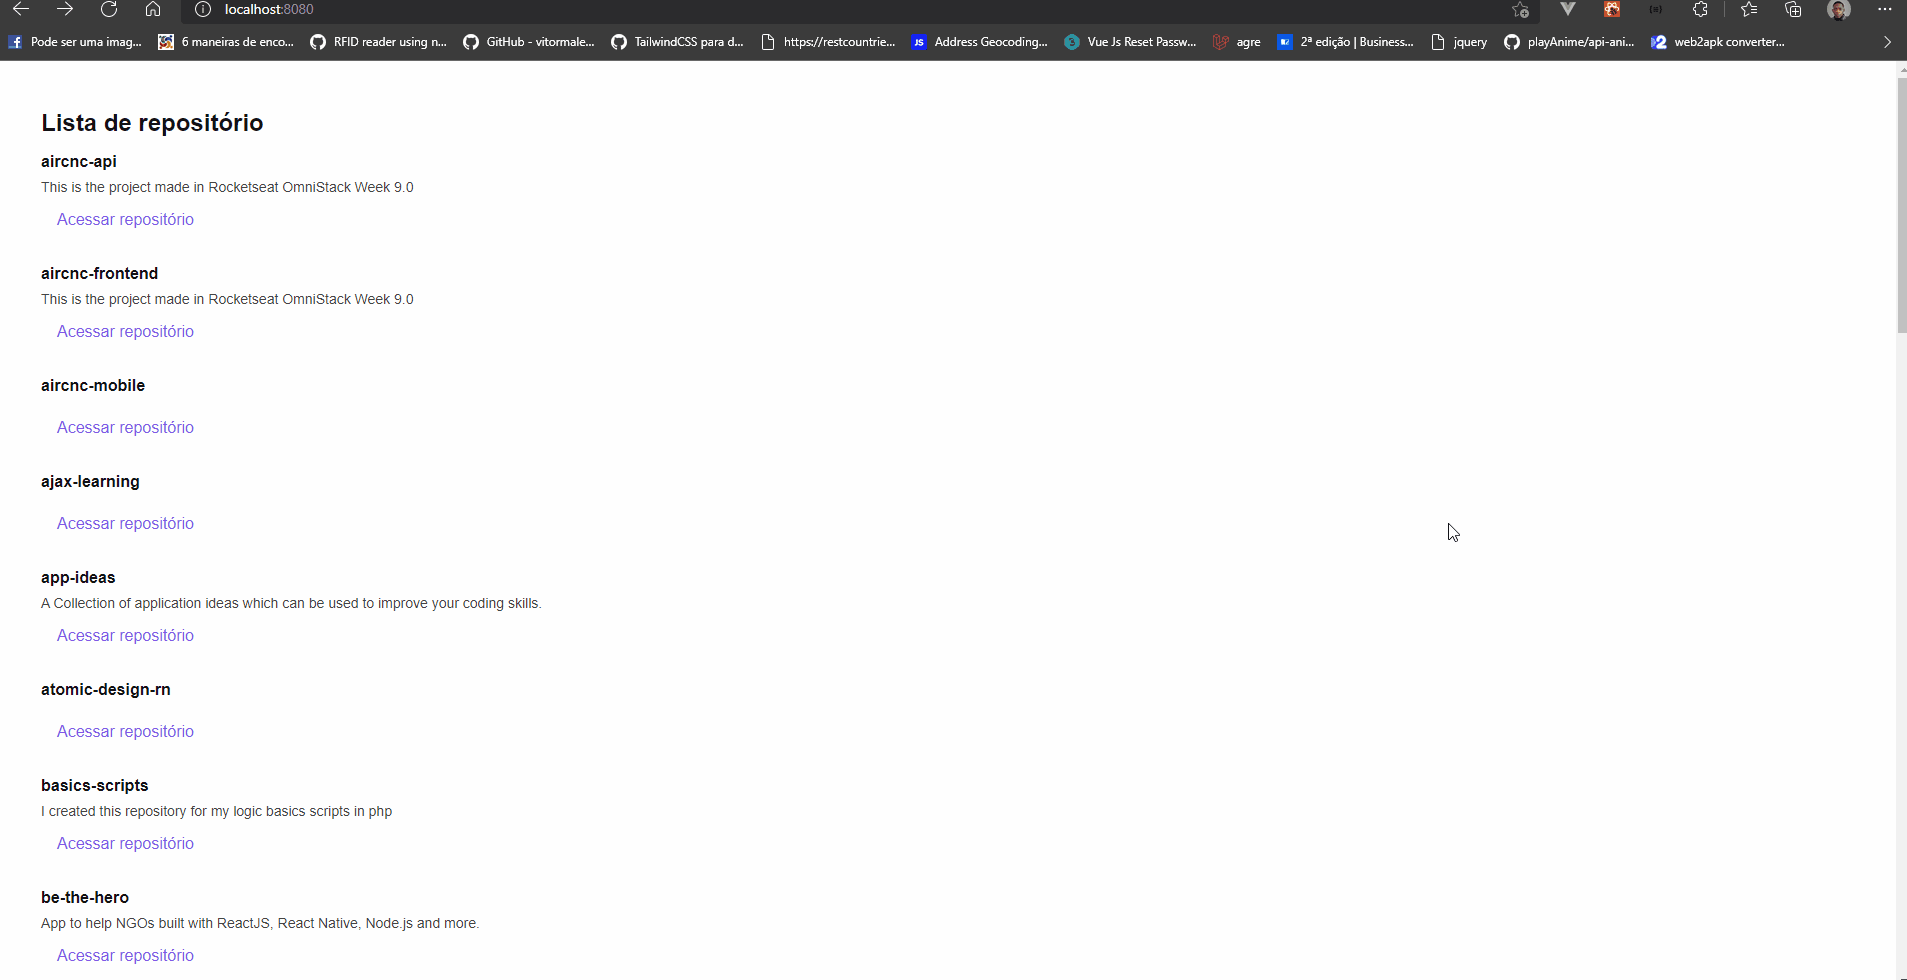 localhost:8080
Pode ser uma imag... 6 maneiras de enco... RFID reader using n... GitHub - vitormale... TailwindCSS para d... https://restcountrie... JS Address Geocoding... Vue Js Reset Passw... agre 2ª edição | Business... jquery playAnime/api-ani... web2apk converter...
Lista de repositório
aircnc-api
This is the project made in Rocketseat OmniStack Week 9.0
Acessar repositório
aircnc-frontend
This is the project made in Rocketseat OmniStack Week 9.0
Acessar repositório
aircnc-mobile
Acessar repositório
ajax-learning
Acessar repositório
app-ideas
A Collection of application ideas which can be used to improve your coding skills.
Acessar repositório
atomic-design-rn
Acessar repositório
basics-scripts
I created this repository for my logic basics scripts in php
Acessar repositório
be-the-hero
App to help NGOs built with ReactJS, React Native, Node.js and more.
Acessar repositório